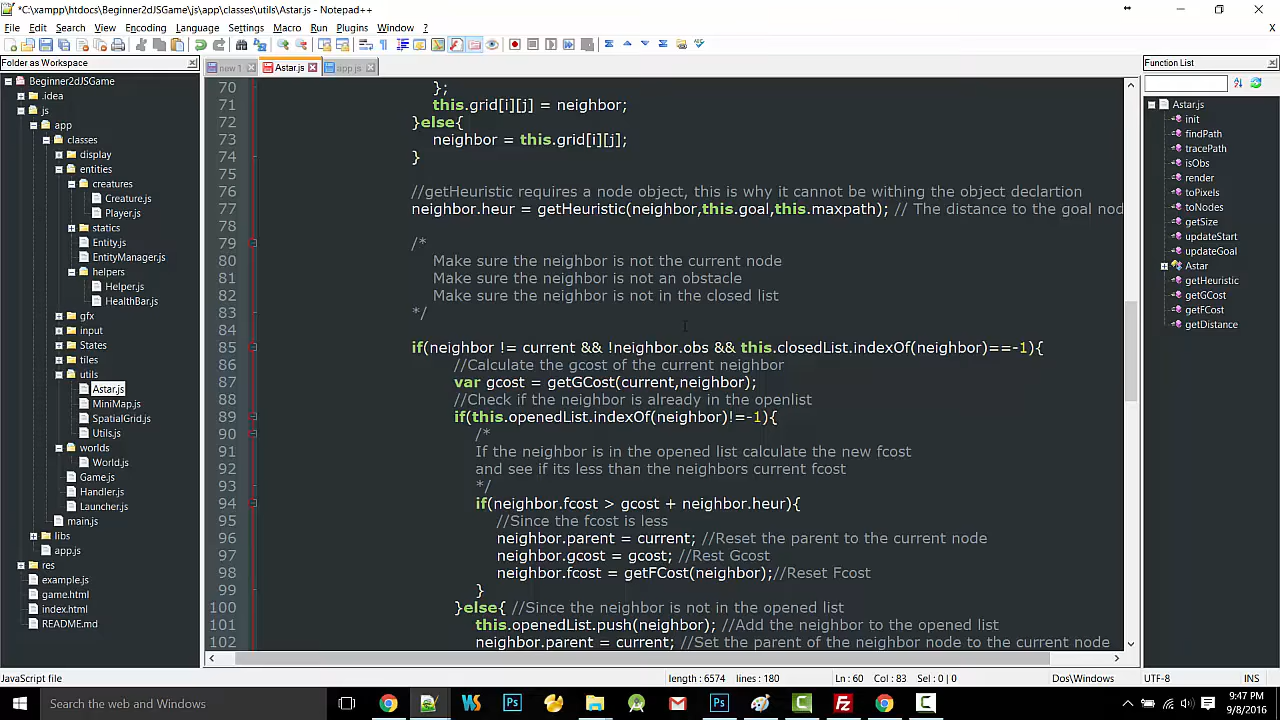 *C:\xampp\htdocs\Beginner2dJSGame\js\app\classes\utils\Astar.js - Notepad++
File Edit Search View Encoding Language Settings Macro Run Plugins Window ? X
Folder as Workspace
Beginner2dJSGame
.idea
js
app
classes
display
entities
creatures
Creature.js
Player.js
statics
Entity.js
EntityManager.js
helpers
Helper.js
HealthBar.js
gfx
input
States
tiles
utils
Astar.js
MiniMap.js
SpatialGrid.js
Utils.js
worlds
World.js
Game.js
Handler.js
Launcher.js
main.js
libs
app.js
res
example.js
game.html
index.html
README.md
new 1 Astar.js app.js
70 };
71 this.grid[i][j] = neighbor;
72 }else{
73 neighbor = this.grid[i][j];
74 }
75
76 //getHeuristic requires a node object, this is why it cannot be withing the object declartion
77 neighbor.heur = getHeuristic(neighbor,this.goal,this.maxpath); // The distance to the goal nod
78
79 /*
80 Make sure the neighbor is not the current node
81 Make sure the neighbor is not an obstacle
82 Make sure the neighbor is not in the closed list
83 */
84
85 if(neighbor != current && !neighbor.obs && this.closedList.indexOf(neighbor)==-1){
86 //Calculate the gcost of the current neighbor
87 var gcost = getGCost(current,neighbor);
88 //Check if the neighbor is already in the openlist
89 if(this.openedList.indexOf(neighbor)!=-1){
90 /*
91 If the neighbor is in the opened list calculate the new fcost
92 and see if its less than the neighbors current fcost
93 */
94 if(neighbor.fcost > gcost + neighbor.heur){
95 //Since the fcost is less
96 neighbor.parent = current; //Reset the parent to the current node
97 neighbor.gcost = gcost; //Rest Gcost
98 neighbor.fcost = getFCost(neighbor);//Reset Fcost
99 }
100 }else{ //Since the neighbor is not in the opened list
101 this.openedList.push(neighbor); //Add the neighbor to the opened list
102 neighbor.parent = current; //Set the parent of the neighbor node to the current node
Function List
Astar.js
init
findPath
tracePath
isObs
render
toPixels
toNodes
getSize
updateStart
updateGoal
Astar
getHeuristic
getGCost
getFCost
getDistance
JavaScript file length : 6574 lines : 180 Ln : 60 Col : 83 Sel : 0 | 0 Dos\Windows UTF-8 INS
Search the web and Windows
9:47 PM
9/8/2016